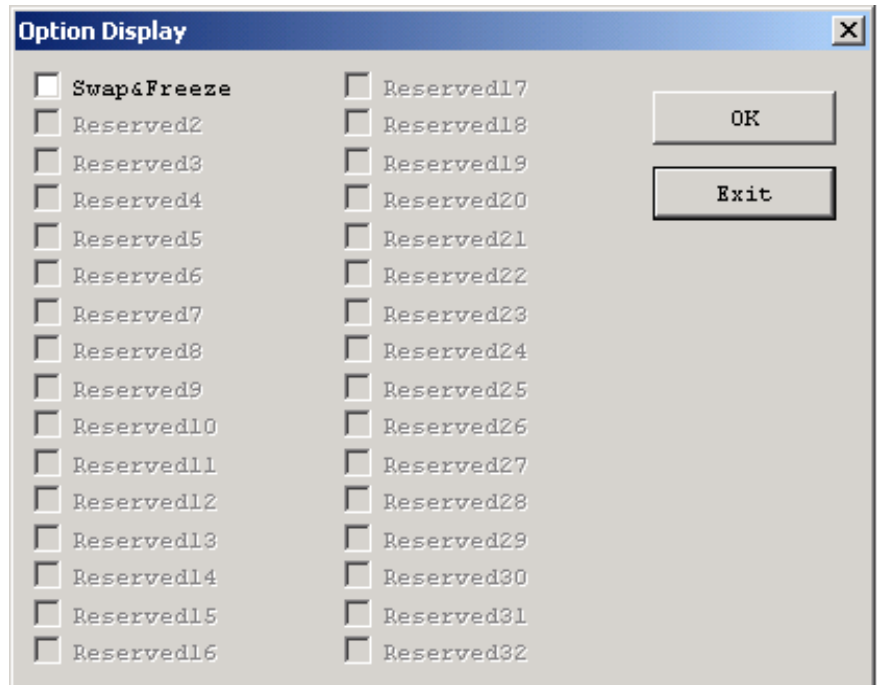 Option Display
Swap&Freeze
Reserved2
Reserved3
Reserved4
Reserved5
Reserved6
Reserved7
Reserved8
Reserved9
Reserved10
Reserved11
Reserved12
Reserved13
Reserved14
Reserved15
Reserved16
Reserved17
Reserved18
Reserved19
Reserved20
Reserved21
Reserved22
Reserved23
Reserved24
Reserved25
Reserved26
Reserved27
Reserved28
Reserved29
Reserved30
Reserved31
Reserved32
OK
Exit